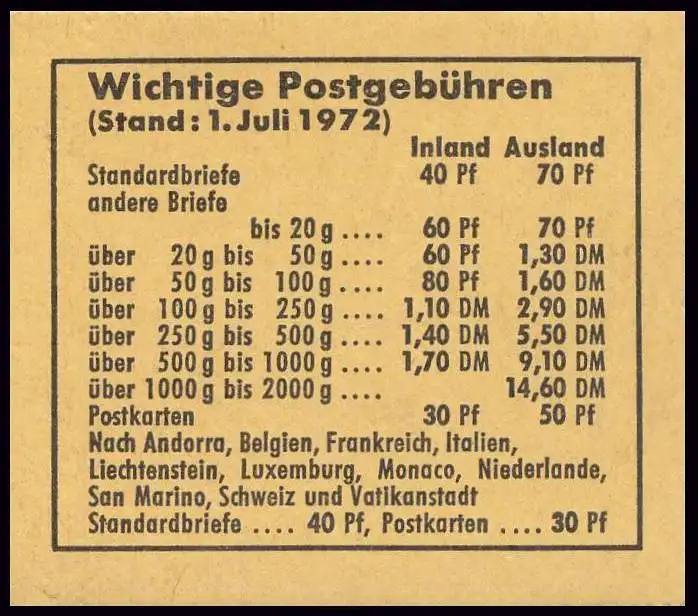 Wichtige Postgebühren
(Stand: 1. Juli 1972)
Inland Ausland
Standardbriefe 40 Pf 70 Pf
andere Briefe
bis 20 g .... 60 Pf 70 Pf
über 20 g bis 50 g .... 60 Pf 1,30 DM
über 50 g bis 100 g .... 80 Pf 1,60 DM
über 100 g bis 250 g .... 1,10 DM 2,90 DM
über 250 g bis 500 g .... 1,40 DM 5,50 DM
über 500 g bis 1000 g .... 1,70 DM 9,10 DM
über 1000 g bis 2000 g .... 14,60 DM
Postkarten 30 Pf 50 Pf
Nach Andorra, Belgien, Frankreich, Italien,
Liechtenstein, Luxemburg, Monaco, Niederlande,
San Marino, Schweiz und Vatikanstadt
Standardbriefe .... 40 Pf, Postkarten .... 30 Pf